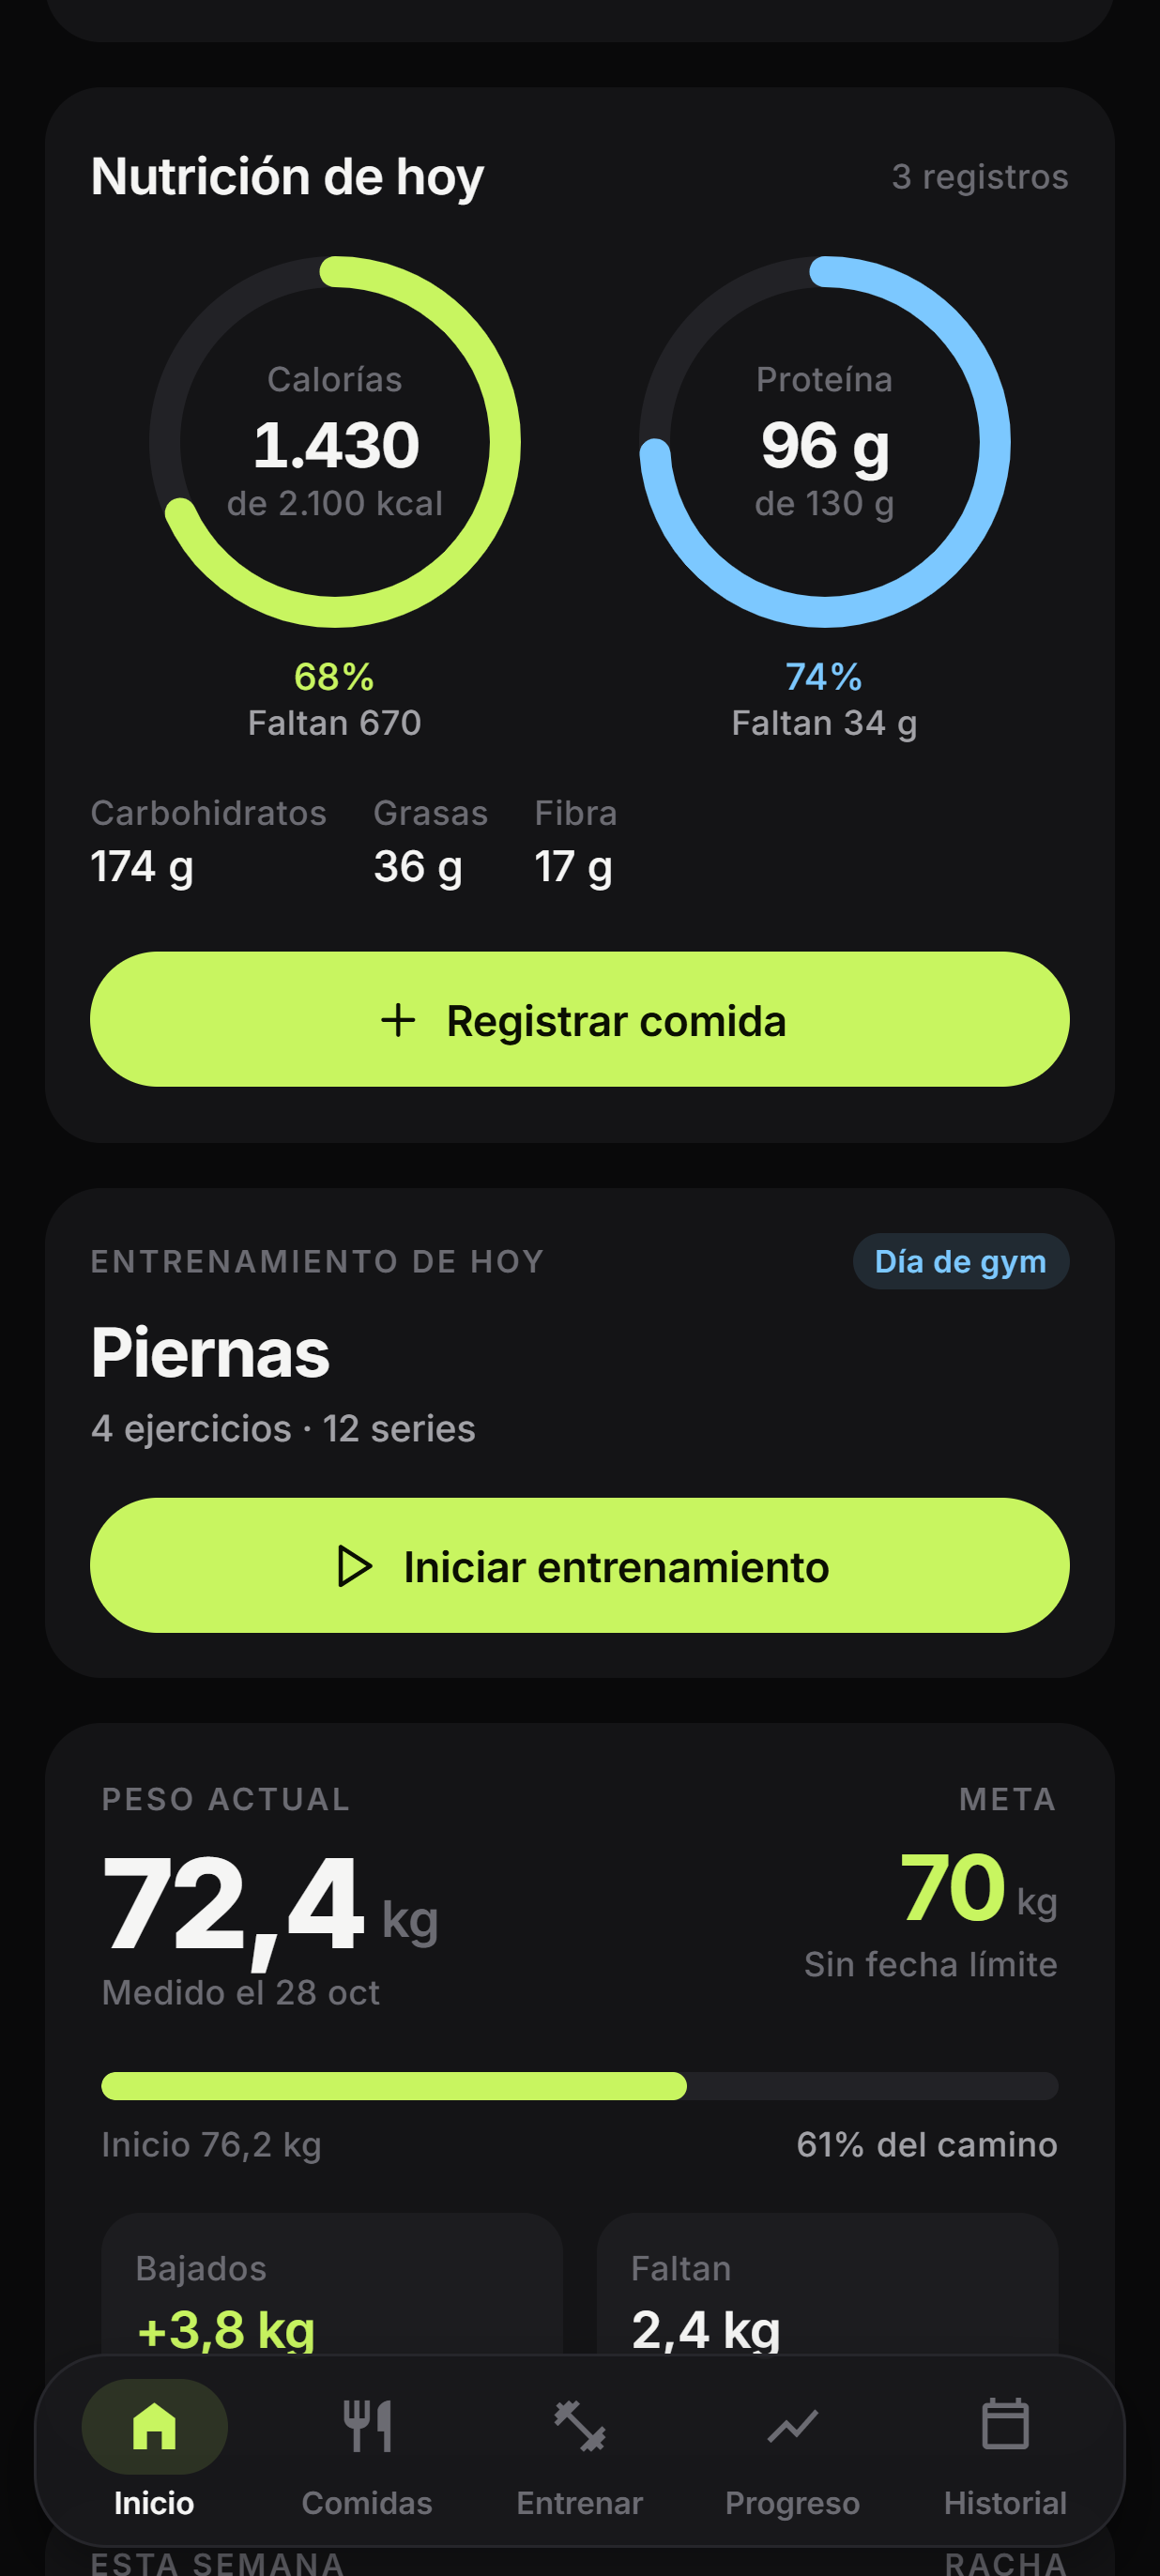 Nutrición de hoy
3 registros
Calorías
1.430
de 2.100 kcal
68%
Faltan 670
Proteína
96 g
de 130 g
74%
Faltan 34 g
Carbohidratos
174 g
Grasas
36 g
Fibra
17 g
Registrar comida
ENTRENAMIENTO DE HOY
Día de gym
Piernas
4 ejercicios · 12 series
Iniciar entrenamiento
PESO ACTUAL
72,4 kg
Medido el 28 oct
META
70 kg
Sin fecha límite
Inicio 76,2 kg
61% del camino
Bajados
+3,8 kg
Faltan
2,4 kg
Inicio
Comidas
Entrenar
Progreso
Historial
ESTA SEMANA
RACHA